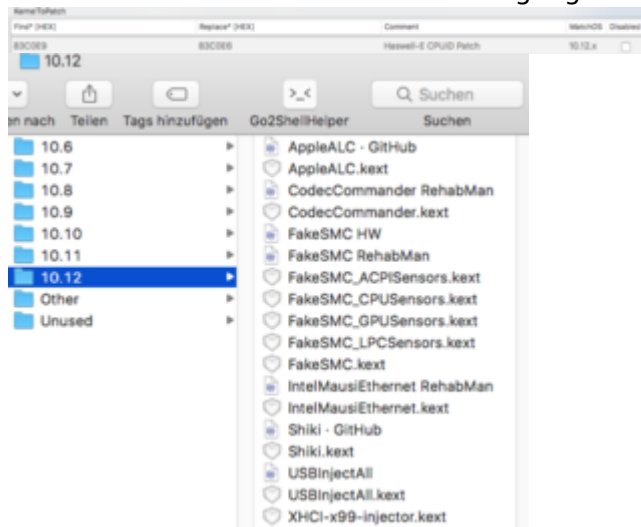 KernelToPatch
Find* [HEX] Replace* [HEX] Comment MatchOS Disabled
83C0E9 83C0E6 Haswell-E CPUID Patch 10.12.x
10.12
Suchen
en nach Teilen Tags hinzufügen Go2ShellHelper Suchen
10.6
10.7
10.8
10.9
10.10
10.11
10.12
Other
Unused
AppleALC · GitHub
AppleALC.kext
CodecCommander RehabMan
CodecCommander.kext
FakeSMC HW
FakeSMC RehabMan
FakeSMC_ACPISensors.kext
FakeSMC_CPUSensors.kext
FakeSMC_GPUSensors.kext
FakeSMC_LPCSensors.kext
FakeSMC.kext
IntelMausiEthernet RehabMan
IntelMausiEthernet.kext
Shiki · GitHub
Shiki.kext
USBInjectAll
USBInjectAll.kext
XHCI-x99-injector.kext